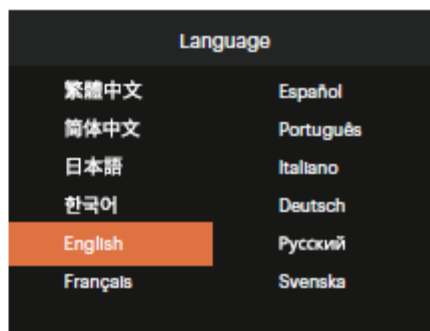 Language
繁體中文
简体中文
日本語
한국어
English
Français
Español
Português
Italiano
Deutsch
Русский
Svenska